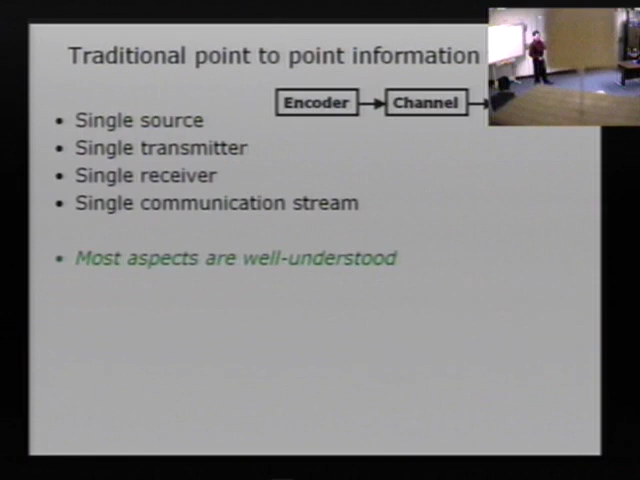 Traditional point to point information
Encoder Channel
• Single source
• Single transmitter
• Single receiver
• Single communication stream
• Most aspects are well-understood